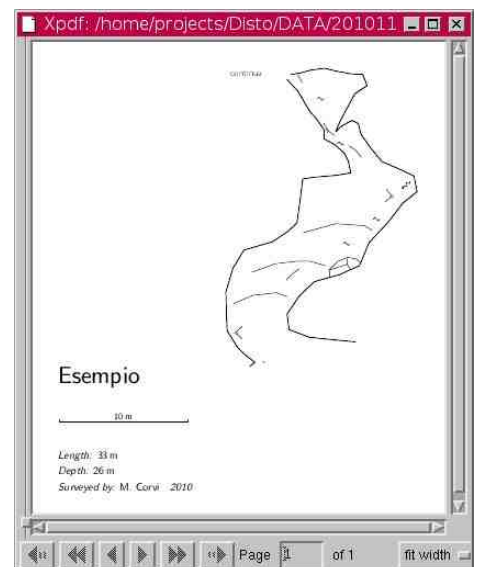 Xpdf: /home/projects/Disto/DATA/201011
continua
Esempio
10 m
Length: 33 m
Depth: 26 m
Surveyed by: M. Corvi 2010
Page 1 of 1 fit width